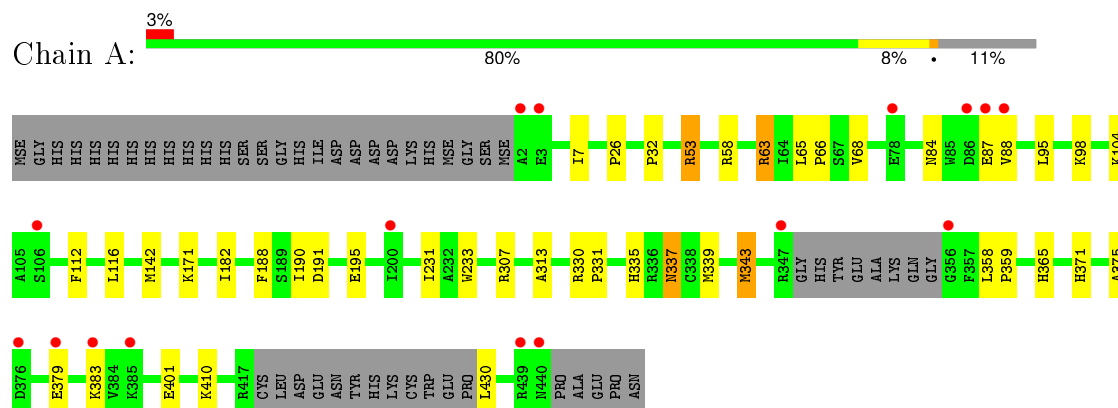 3%
Chain A:
80% 8% • 11%
MSE GLY HIS HIS HIS HIS HIS HIS HIS HIS HIS HIS SER SER GLY HIS ILE ASP ASP ASP ASP LYS HIS MSE GLY SER MSE A2 E3 I7 P26 P32 R53 R58 R63 I64 L65 P66 S67 V68 E78 N84 W85 D86 E87 V88 L95 K98 K104
A105 S106 F112 L116 M142 K171 I182 F188 S189 I190 D191 E195 I200 I231 A232 W233 R307 A313 R330 P331 H335 R336 N337 C338 M339 M343 R347 GLY HIS TYR GLU ALA LYS GLN GLY G356 F357 L358 P359 H365 H371 A375
D376 E379 K383 V384 K385 E401 K410 R417 CYS LEU ASP GLU ASN TYR HIS LYS CYS TRP GLU PRO L430 R439 N440 PRO ALA GLU PRO ASN